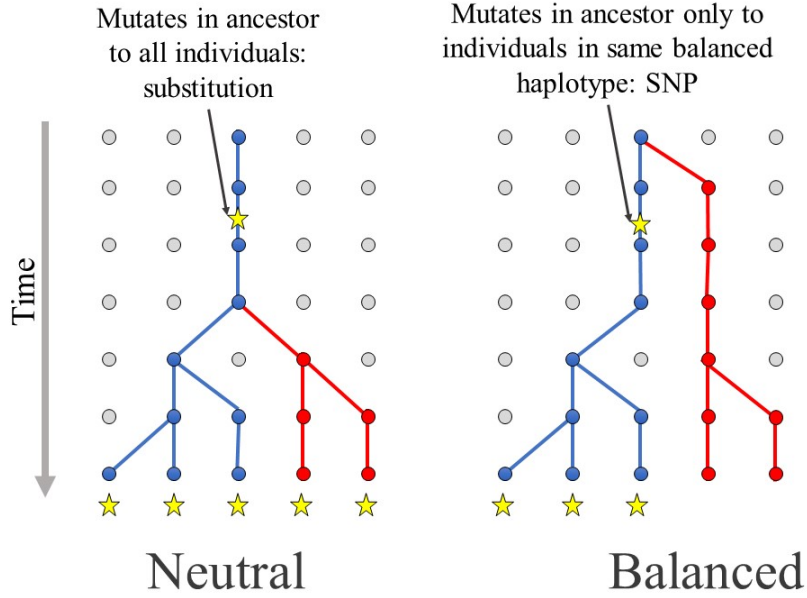 Mutates in ancestor
to all individuals:
substitution
Mutates in ancestor only to
individuals in same balanced
haplotype: SNP
Time
Neutral
Balanced